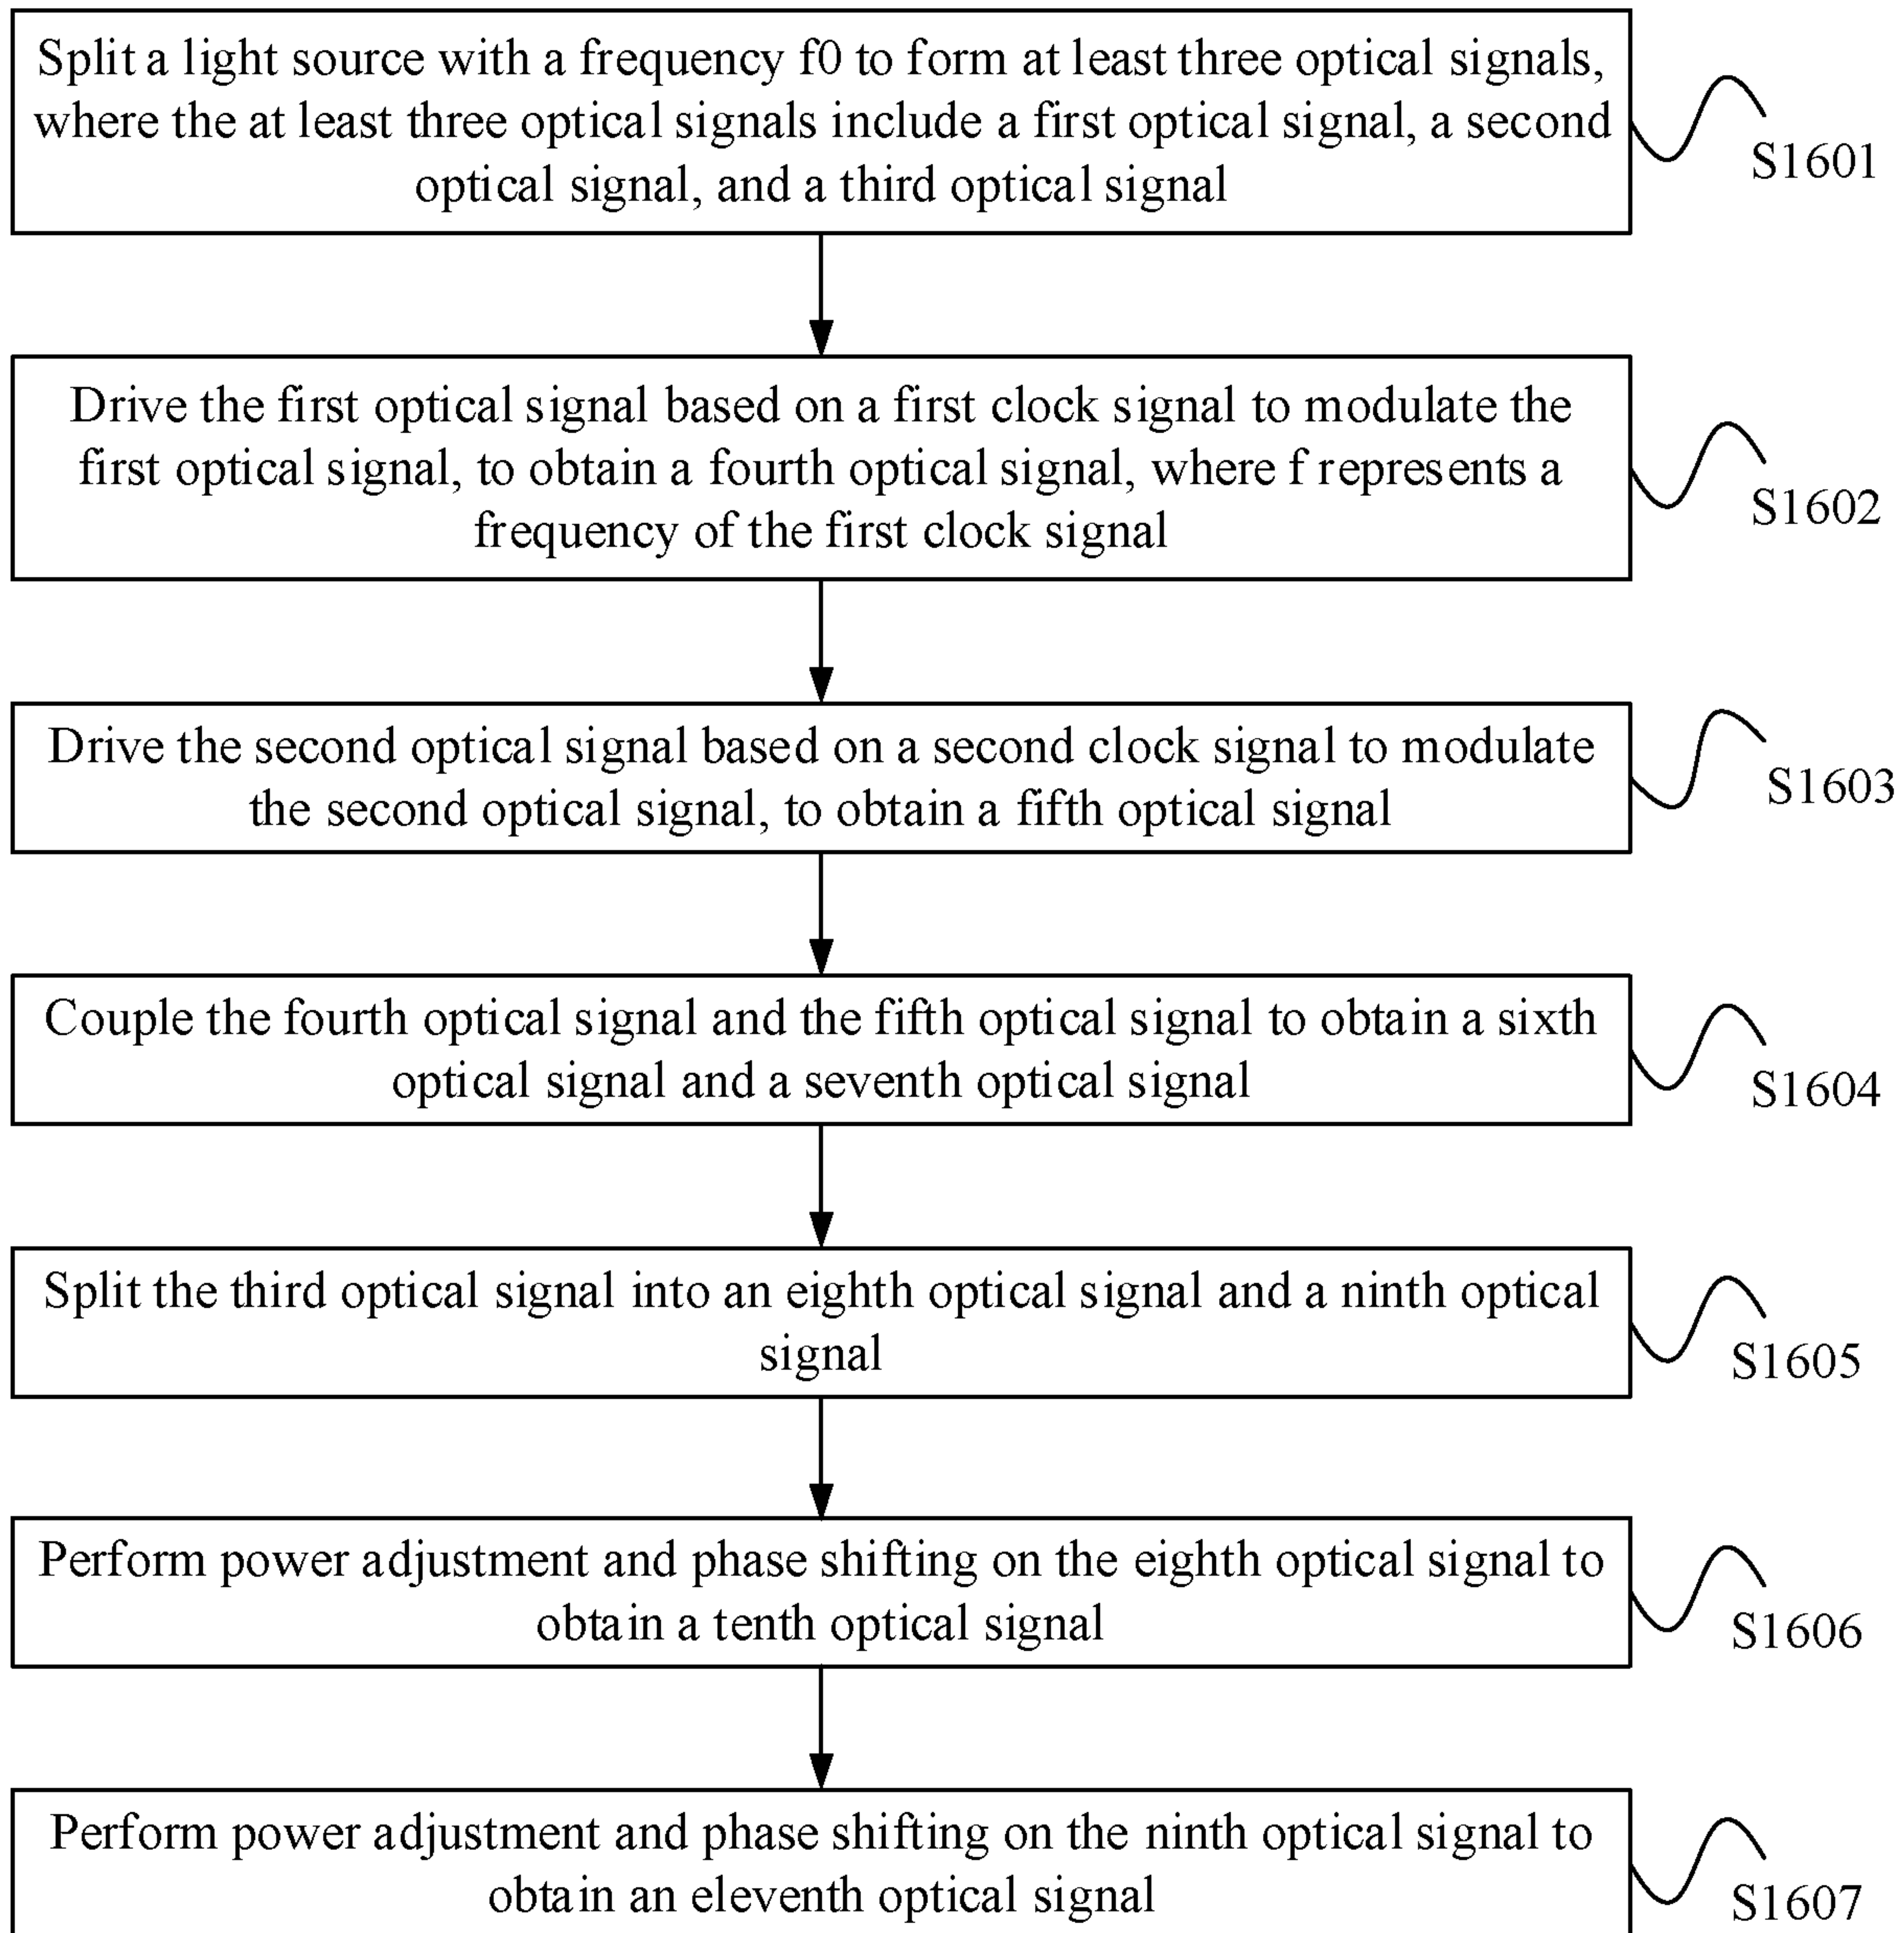 Split a light source with a frequency f0 to form at least three optical signals,
where the at least three optical signals include a first optical signal, a second
optical signal, and a third optical signal
S1601
Drive the first optical signal based on a first clock signal to modulate the
first optical signal, to obtain a fourth optical signal, where f represents a
frequency of the first clock signal
S1602
Drive the second optical signal based on a second clock signal to modulate
the second optical signal, to obtain a fifth optical signal
S1603
Couple the fourth optical signal and the fifth optical signal to obtain a sixth
optical signal and a seventh optical signal
S1604
Split the third optical signal into an eighth optical signal and a ninth optical
signal
S1605
Perform power adjustment and phase shifting on the eighth optical signal to
obtain a tenth optical signal
S1606
Perform power adjustment and phase shifting on the ninth optical signal to
obtain an eleventh optical signal
S1607